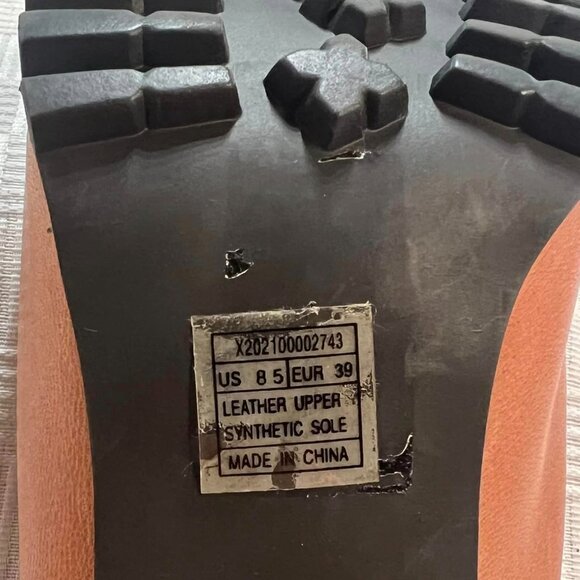 X202100002743
US 8 5 EUR 39
LEATHER UPPER
SYNTHETIC SOLE
MADE IN CHINA